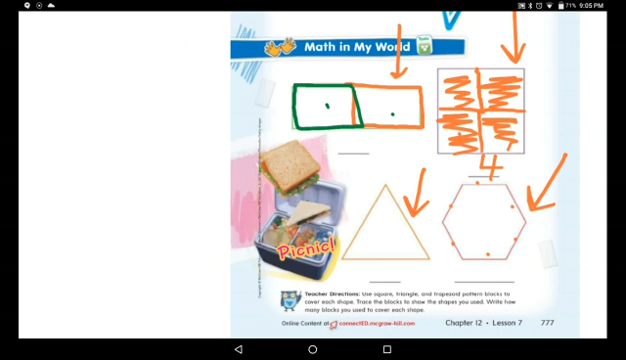 71% 9:05 PM
Math in My World
4
Picnic!
Teacher Directions: Use square, triangle, and trapezoid pattern blocks to
cover each shape. Trace the blocks to show the shapes you used. Write how
many blocks you used to cover each shape.
Online Content at connectED.mcgraw-hill.com
Chapter 12 • Lesson 7 777